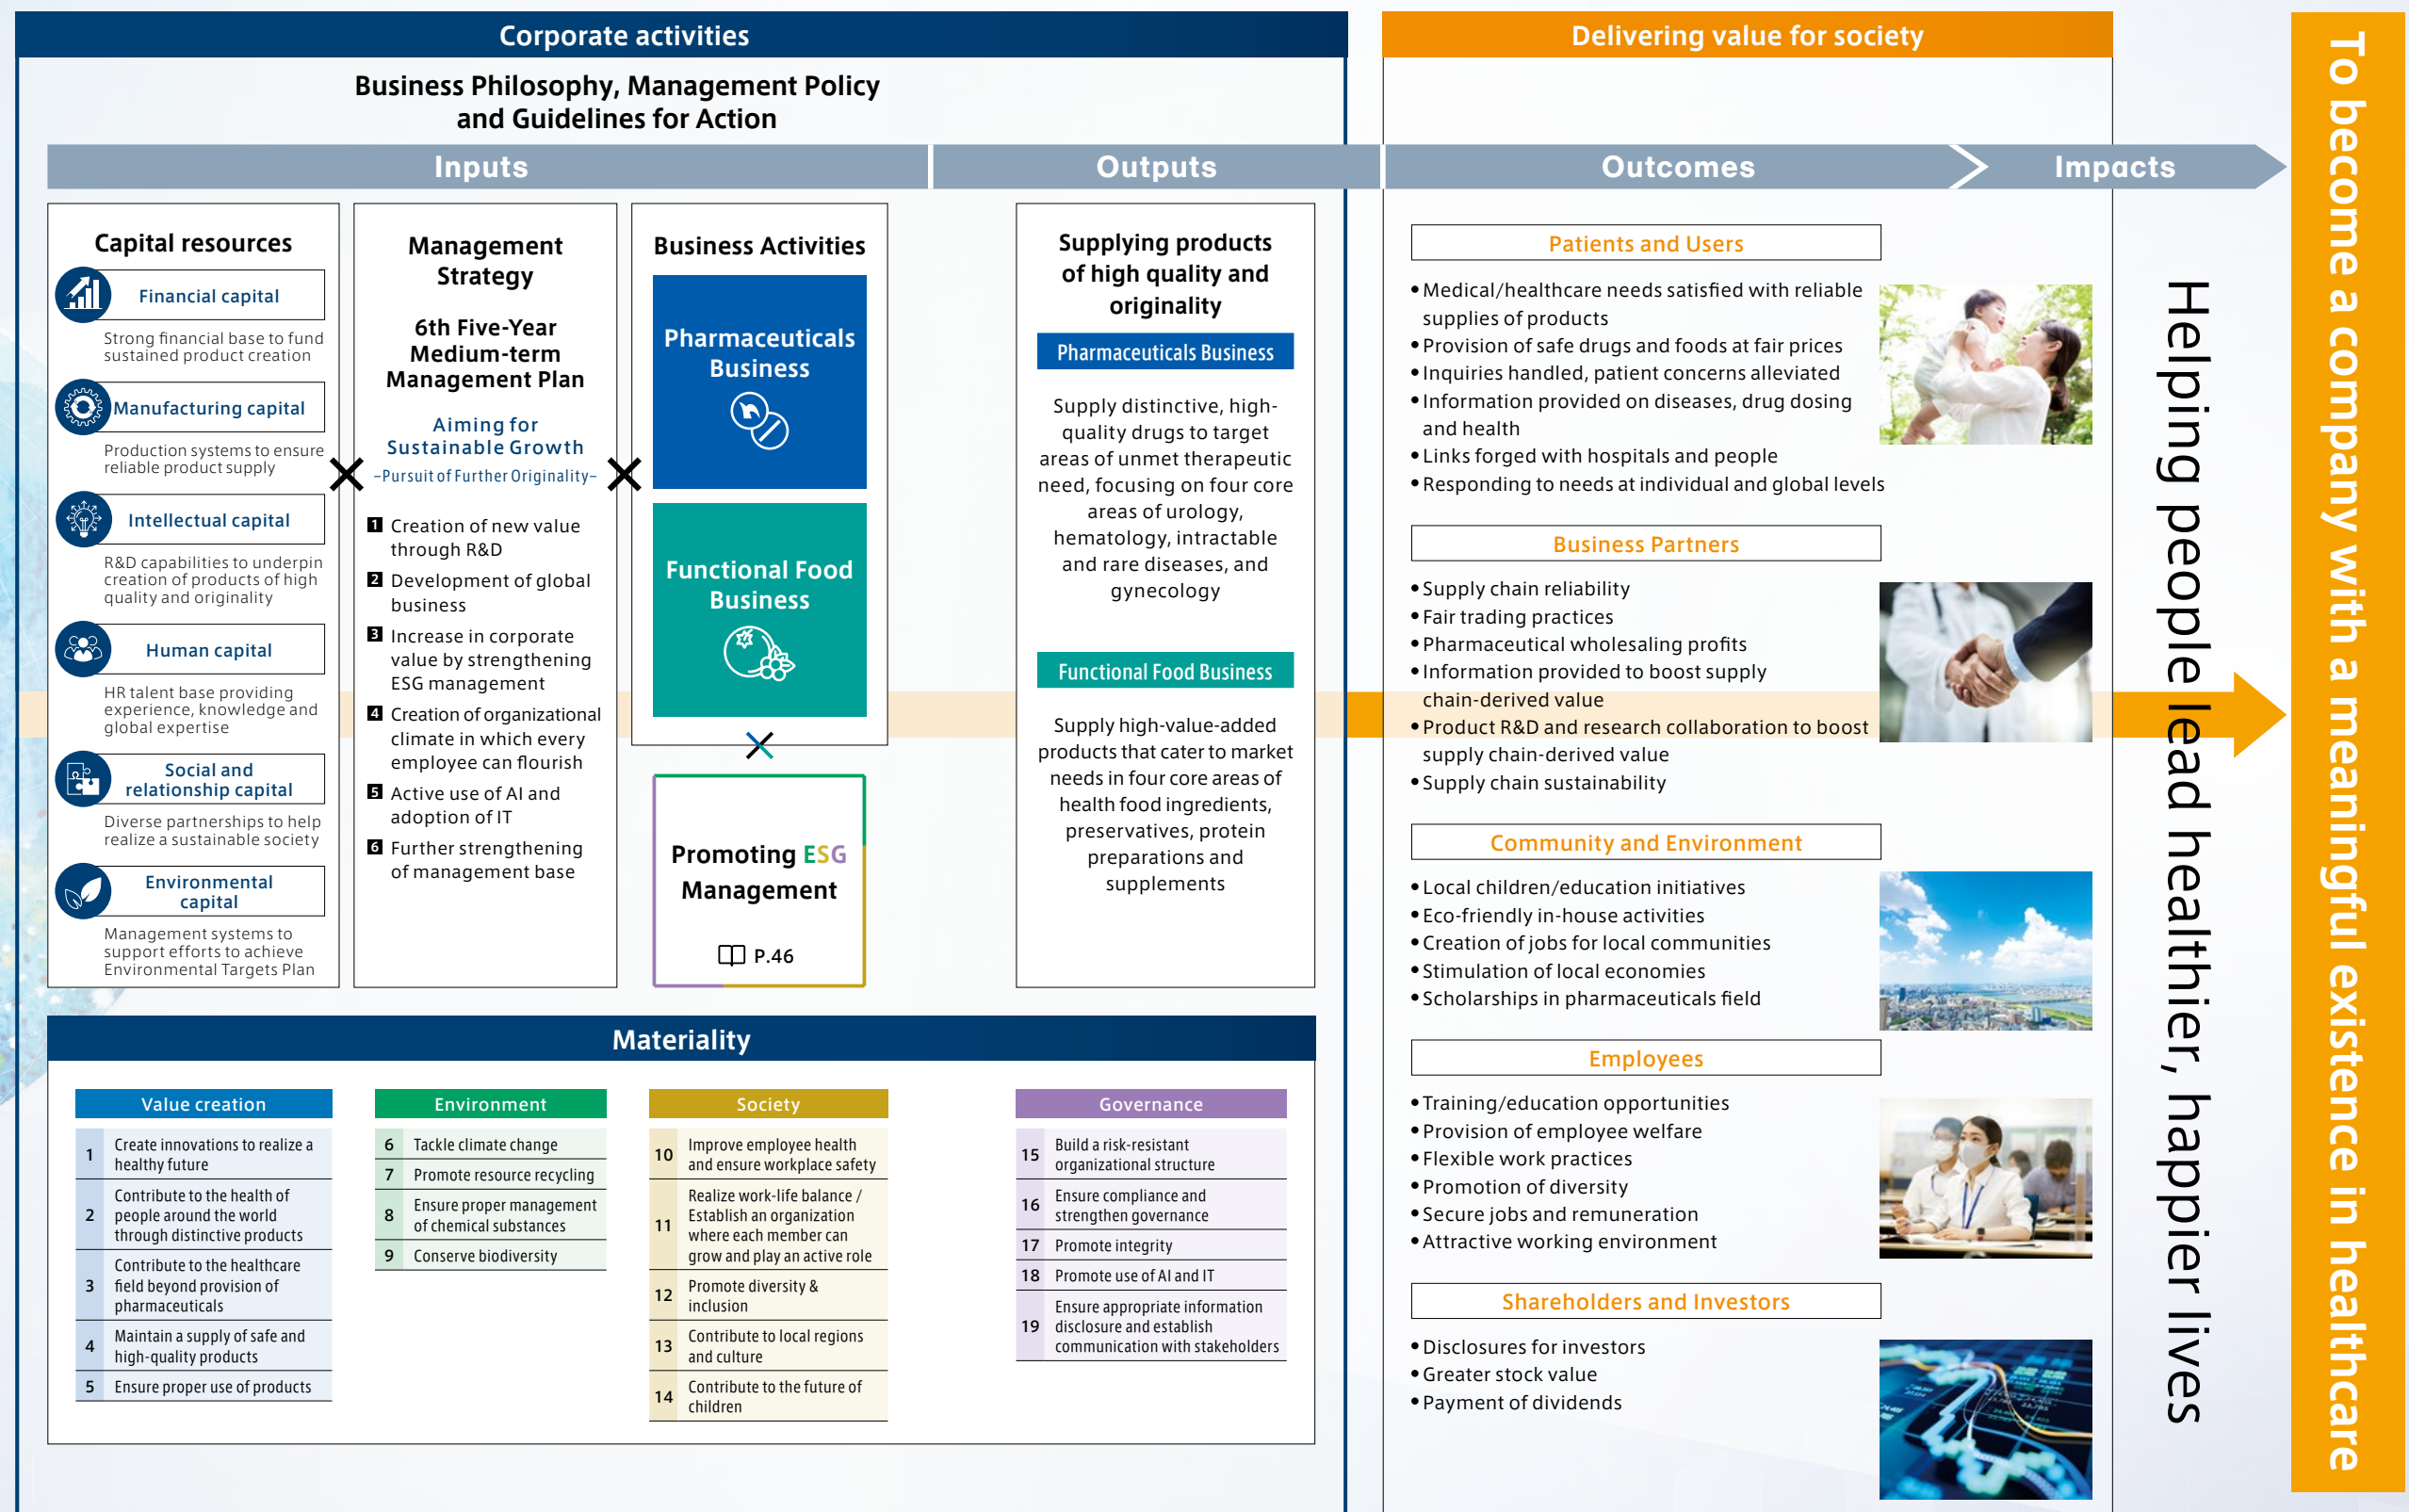 Corporate activities
Business Philosophy, Management Policy
and Guidelines for Action
Inputs
Outputs
Capital resources
Financial capital
Strong financial base to fund
sustained product creation
Manufacturing capital
Production systems to ensure
reliable product supply
Intellectual capital
R&D capabilities to underpin
creation of products of high
quality and originality
Human capital
HR talent base providing
experience, knowledge and
global expertise
Social and
relationship capital
Diverse partnerships to help
realize a sustainable society
Environmental
capital
Management systems to
support efforts to achieve
Environmental Targets Plan
Management
Strategy
6th Five-Year
Medium-term
Management Plan
Aiming for
Sustainable Growth
–Pursuit of Further Originality–
1 Creation of new value
through R&D
2 Development of global
business
3 Increase in corporate
value by strengthening
ESG management
4 Creation of organizational
climate in which every
employee can flourish
5 Active use of AI and
adoption of IT
6 Further strengthening
of management base
Business Activities
Pharmaceuticals
Business
Functional Food
Business
Promoting ESG
Management
P.46
Supplying products
of high quality and
originality
Pharmaceuticals Business
Supply distinctive, high-
quality drugs to target
areas of unmet therapeutic
need, focusing on four core
areas of urology,
hematology, intractable
and rare diseases, and
gynecology
Functional Food Business
Supply high-value-added
products that cater to market
needs in four core areas of
health food ingredients,
preservatives, protein
preparations and
supplements
Materiality
Value creation
1 Create innovations to realize a
healthy future
2 Contribute to the health of
people around the world
through distinctive products
3 Contribute to the healthcare
field beyond provision of
pharmaceuticals
4 Maintain a supply of safe and
high-quality products
5 Ensure proper use of products
Environment
6 Tackle climate change
7 Promote resource recycling
8 Ensure proper management
of chemical substances
9 Conserve biodiversity
Society
10 Improve employee health
and ensure workplace safety
11 Realize work-life balance /
Establish an organization
where each member can
grow and play an active role
12 Promote diversity &
inclusion
13 Contribute to local regions
and culture
14 Contribute to the future of
children
Governance
15 Build a risk-resistant
organizational structure
16 Ensure compliance and
strengthen governance
17 Promote integrity
18 Promote use of AI and IT
19 Ensure appropriate information
disclosure and establish
communication with stakeholders
Delivering value for society
Outcomes
Impacts
Patients and Users
•Medical/healthcare needs satisfied with reliable
supplies of products
•Provision of safe drugs and foods at fair prices
•Inquiries handled, patient concerns alleviated
•Information provided on diseases, drug dosing
and health
•Links forged with hospitals and people
•Responding to needs at individual and global levels
Business Partners
•Supply chain reliability
•Fair trading practices
•Pharmaceutical wholesaling profits
•Information provided to boost supply
chain-derived value
•Product R&D and research collaboration to boost
supply chain-derived value
•Supply chain sustainability
Community and Environment
•Local children/education initiatives
•Eco-friendly in-house activities
•Creation of jobs for local communities
•Stimulation of local economies
•Scholarships in pharmaceuticals field
Employees
•Training/education opportunities
•Provision of employee welfare
•Flexible work practices
•Promotion of diversity
•Secure jobs and remuneration
•Attractive working environment
Shareholders and Investors
•Disclosures for investors
•Greater stock value
•Payment of dividends
Helping people lead healthier, happier lives
To become a company with a meaningful existence in healthcare